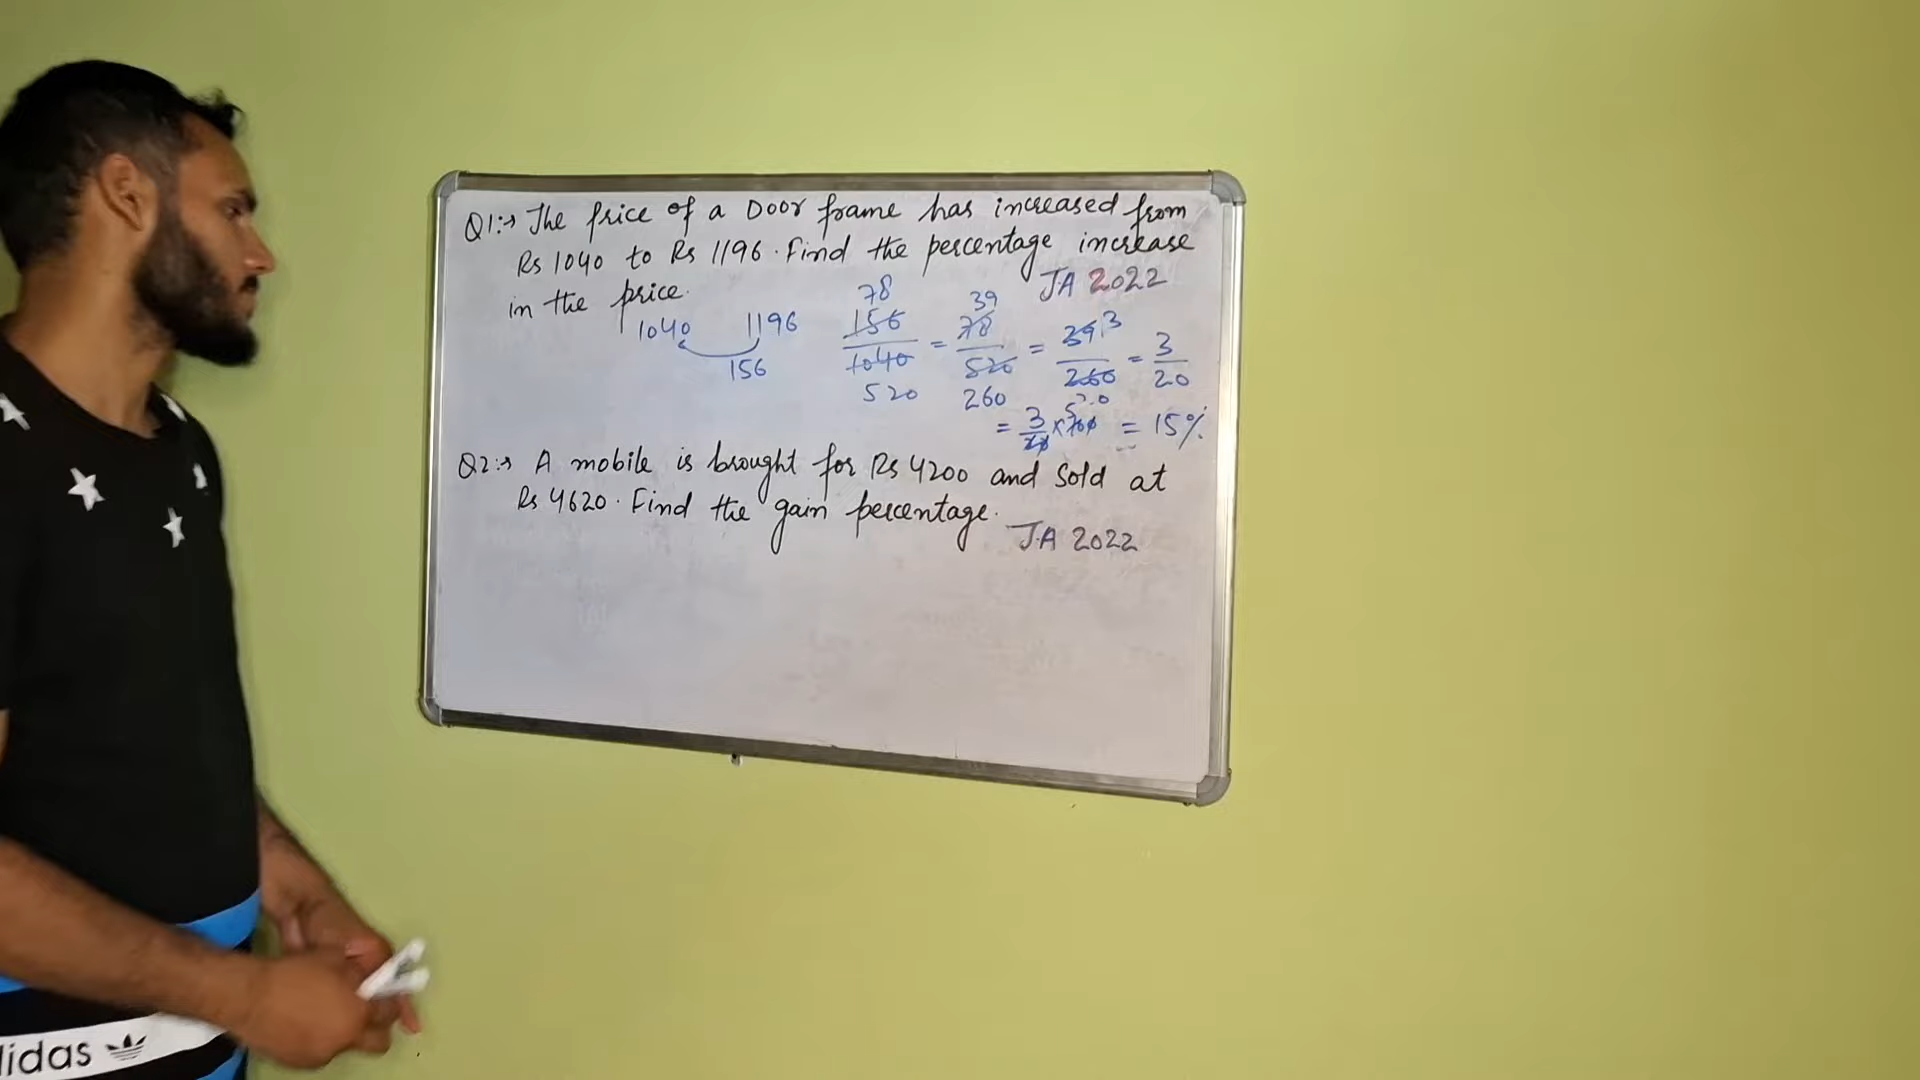 Q1:→ The price of a Door frame has increased from
Rs 1040 to Rs 1196. Find the percentage increase
in the price.
JA 2022
1040 1196
156
78
156/1040 = 78/520 = 39/260 = 3/20
39
3
520
260
20
= 3/20 × 100 = 15%
5
Q2:→ A mobile is brought for Rs 4200 and Sold at
Rs 4620. Find the gain percentage.
J.A 2022
lidas